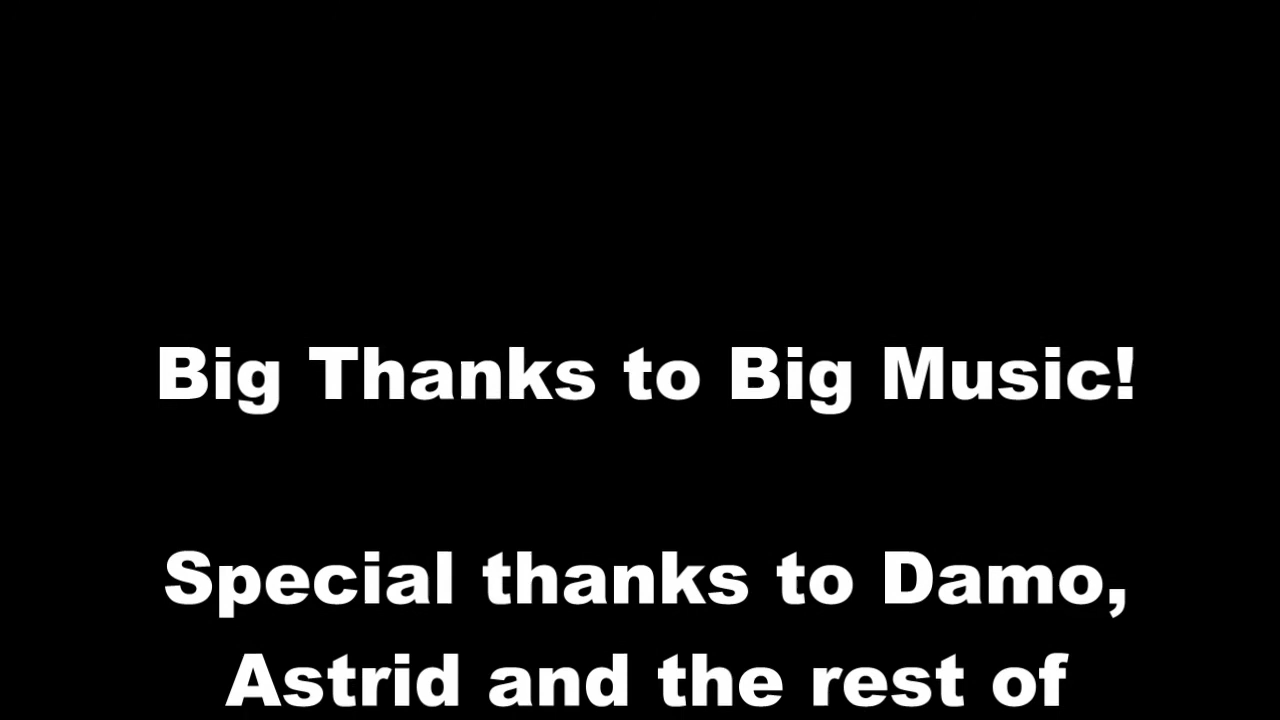 Big Thanks to Big Music!
Special thanks to Damo,
Astrid and the rest of